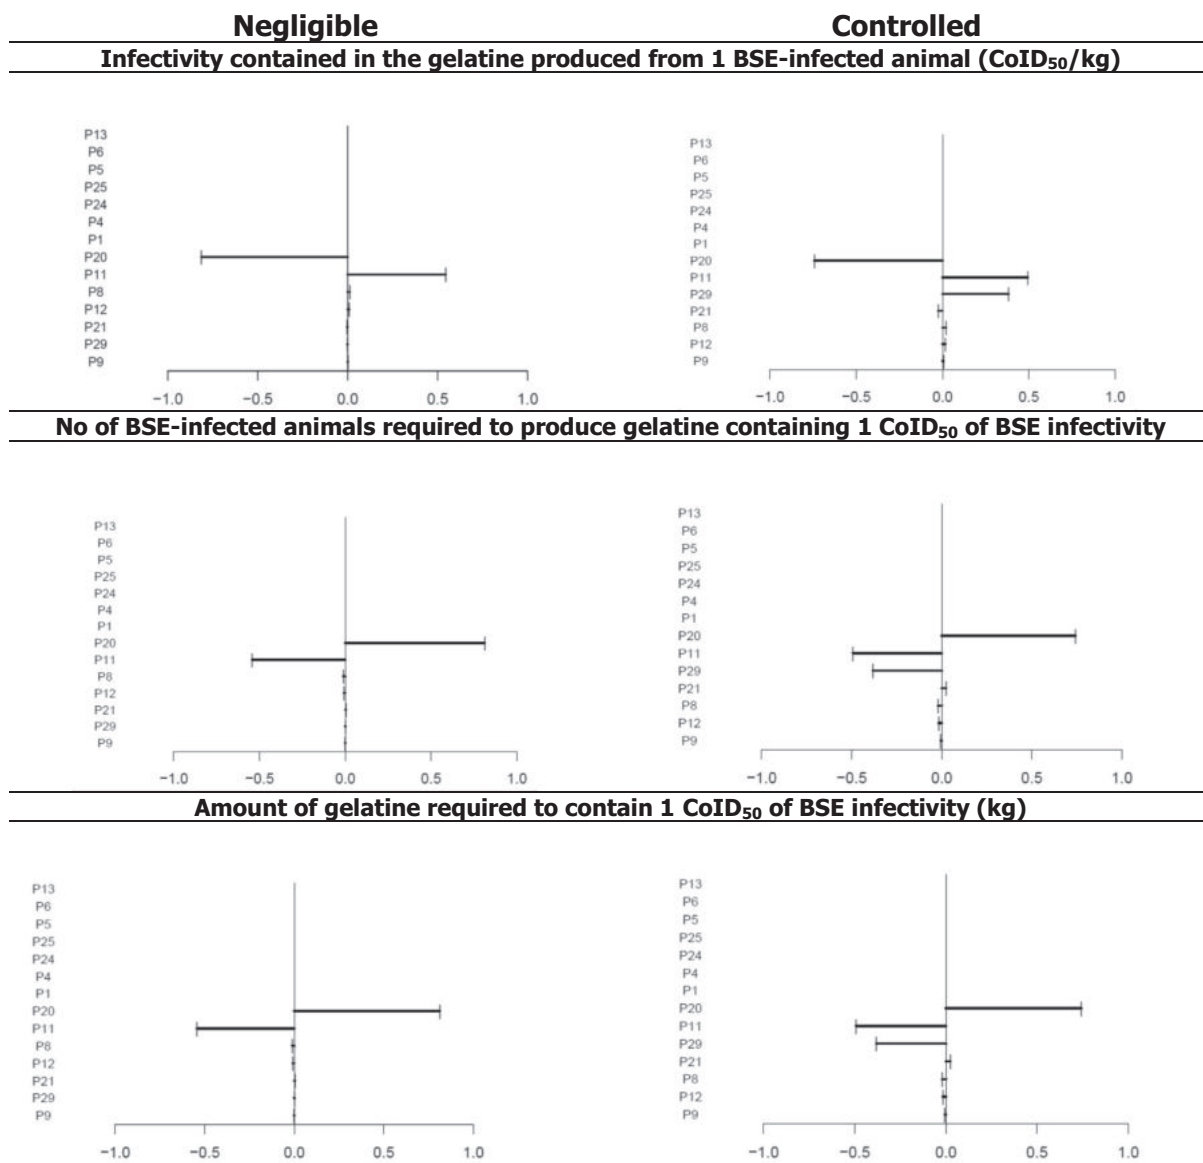 Negligible Controlled
Infectivity contained in the gelatine produced from 1 BSE-infected animal (CoID50/kg)
P13
P6
P5
P25
P24
P4
P1
P20
P11
P8
P12
P21
P29
P9
−1.0 −0.5 0.0 0.5 1.0
P13
P6
P5
P25
P24
P4
P1
P20
P11
P29
P21
P8
P12
P9
−1.0 −0.5 0.0 0.5 1.0
No of BSE-infected animals required to produce gelatine containing 1 CoID50 of BSE infectivity
P13
P6
P5
P25
P24
P4
P1
P20
P11
P8
P12
P21
P29
P9
−1.0 −0.5 0.0 0.5 1.0
P13
P6
P5
P25
P24
P4
P1
P20
P11
P29
P21
P8
P12
P9
−1.0 −0.5 0.0 0.5 1.0
Amount of gelatine required to contain 1 CoID50 of BSE infectivity (kg)
P13
P6
P5
P25
P24
P4
P1
P20
P11
P8
P12
P21
P29
P9
−1.0 −0.5 0.0 0.5 1.0
P13
P6
P5
P25
P24
P4
P1
P20
P11
P29
P21
P8
P12
P9
−1.0 −0.5 0.0 0.5 1.0